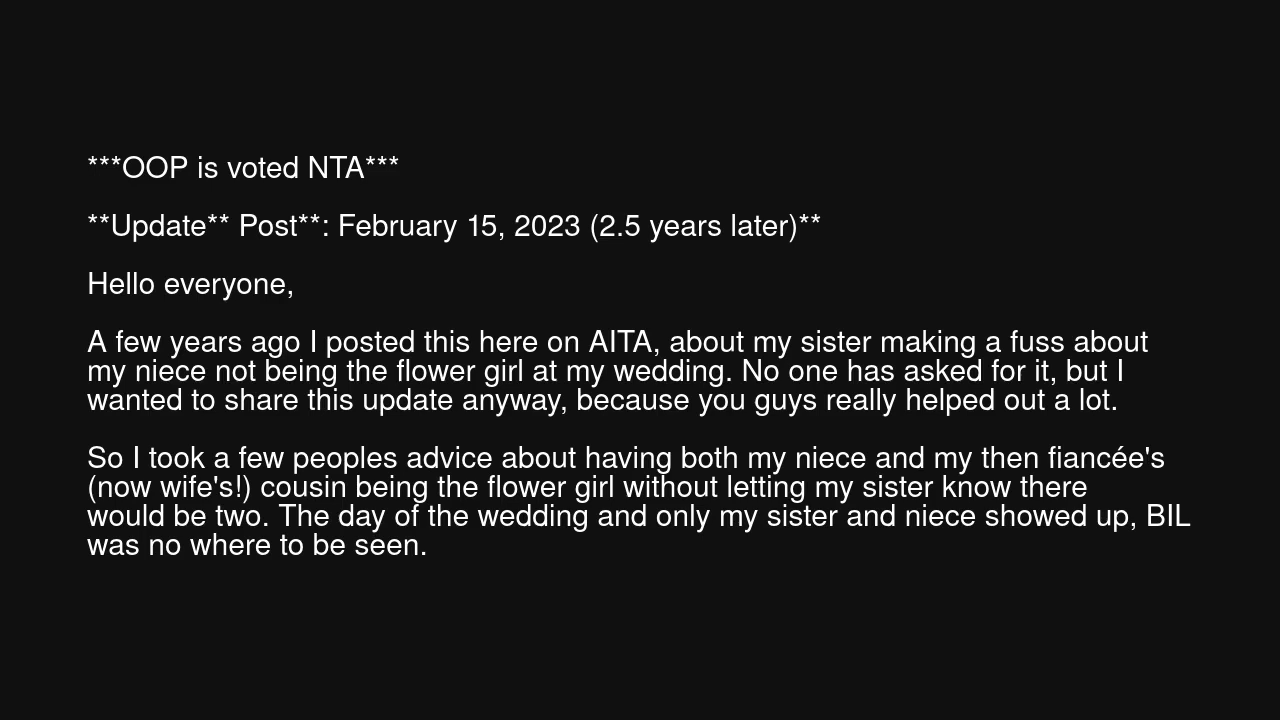 ***OOP is voted NTA***
**Update** Post**: February 15, 2023 (2.5 years later)**
Hello everyone,
A few years ago I posted this here on AITA, about my sister making a fuss about
my niece not being the flower girl at my wedding. No one has asked for it, but I
wanted to share this update anyway, because you guys really helped out a lot.
So I took a few peoples advice about having both my niece and my then fiancée's
(now wife's!) cousin being the flower girl without letting my sister know there
would be two. The day of the wedding and only my sister and niece showed up, BIL
was no where to be seen.